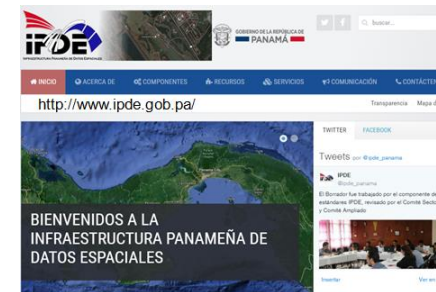 IPDE
INFRAESTRUCTURA PANAMEÑA DE DATOS ESPACIALES
GOBIERNO DE LA REPÚBLICA DE
PANAMÁ
buscar...
INICIO
ACERCA DE
COMPONENTES
RECURSOS
SERVICIOS
COMUNICACIÓN
CONTÁCTEN
http://www.ipde.gob.pa/
Transparencia
Mapa d
TWITTER
FACEBOOK
Tweets por @ipde_panama
IPDE
@ipde_panama
El Borrador fue trabajado por el componente de
estándares IPDE, revisado por el Comité Secto
y Comité Ampliado
BIENVENIDOS A LA
INFRAESTRUCTURA PANAMEÑA DE
DATOS ESPACIALES
Insertar
Ver en